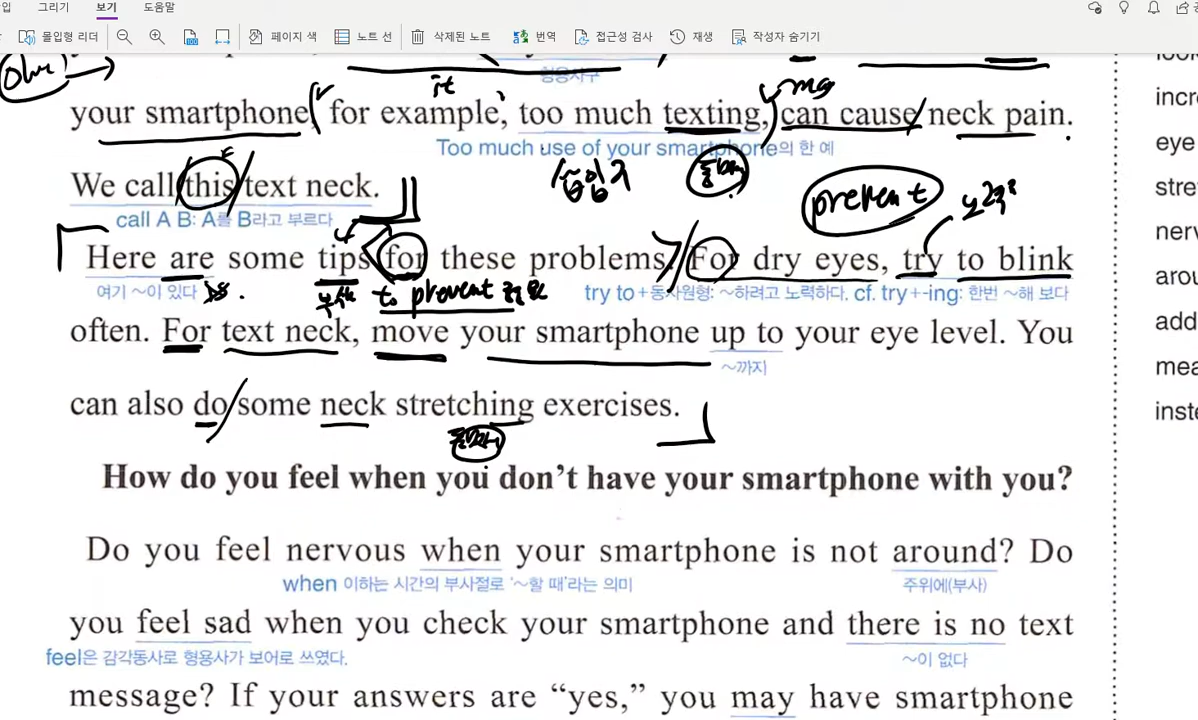 그리기 보기 도움말
몰입형 리더 페이지 색 노트 선 삭제된 노트 번역 접근성 검사 재생 작성자 숨기기
형용사구
it
your smartphone, for example, too much texting, can cause neck pain.
Too much use of your smartphone의 한 예
We call this text neck.
prevent
call A B: A를 B라고 부르다
Here are some tips for these problems. For dry eyes, try to blink
여기 ~이 있다
to prevent
try to+동사원형: ~하려고 노력하다. cf. try+-ing: 한번 ~해 보다
often. For text neck, move your smartphone up to your eye level. You
~까지
can also do some neck stretching exercises.
How do you feel when you don't have your smartphone with you?
Do you feel nervous when your smartphone is not around? Do
when 이하는 시간의 부사절로 '~할 때'라는 의미 주위에(부사)
you feel sad when you check your smartphone and there is no text
feel은 감각동사로 형용사가 보어로 쓰였다. ~이 없다
message? If your answers are “yes,” you may have smartphone
incre
eye
stre
nerv
arou
add
mea
inste